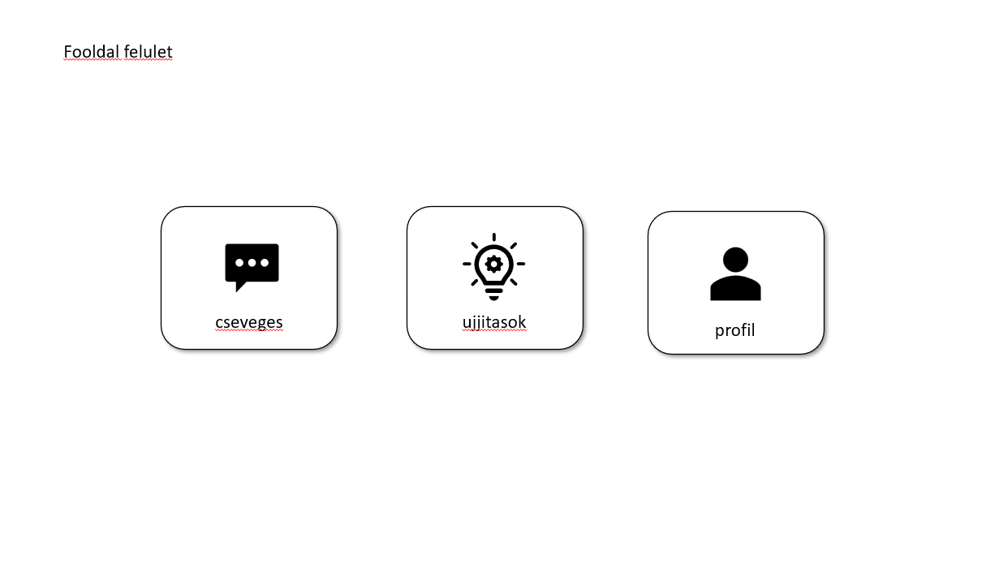 Fooldal felulet
cseveges
ujjitasok
profil